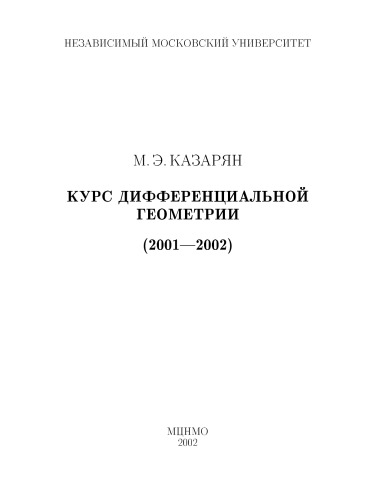 НЕЗАВИСИМЫЙ МОСКОВСКИЙ УНИВЕРСИТЕТ
М. Э. КАЗАРЯН
КУРС ДИФФЕРЕНЦИАЛЬНОЙ
ГЕОМЕТРИИ
(2001—2002)
МЦНМО
2002